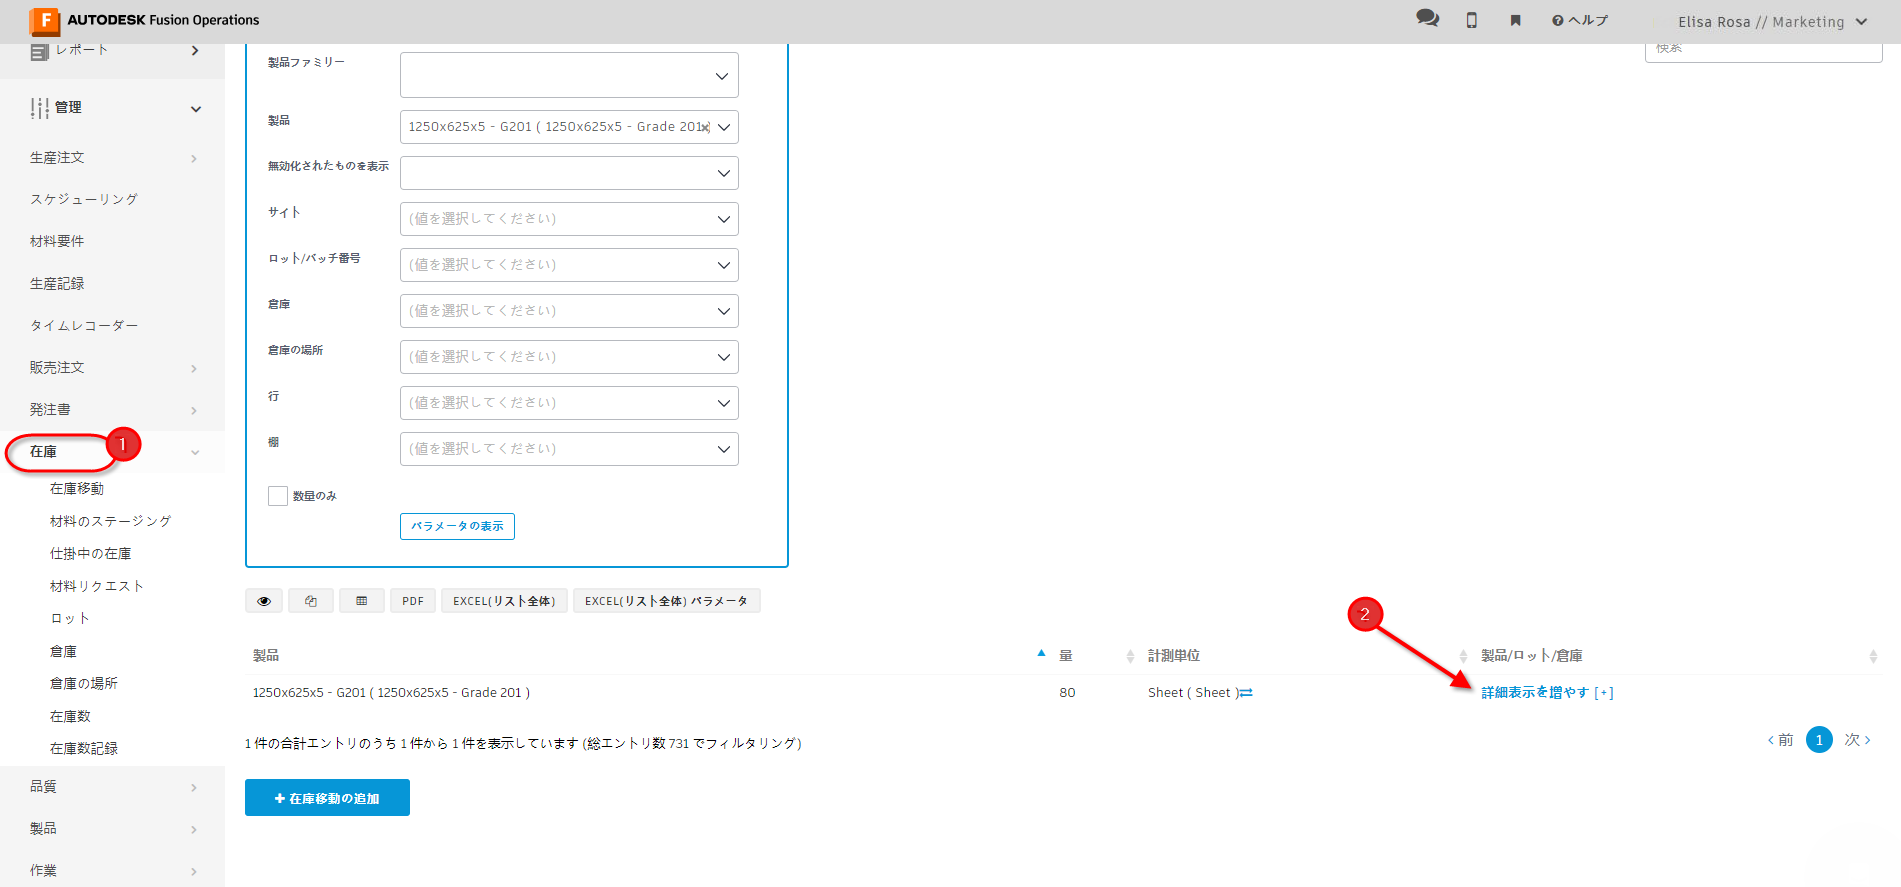 F AUTODESK Fusion Operations
ヘルプ
Elisa Rosa // Marketing
レポート
管理
生産注文
スケジューリング
材料要件
生産記録
タイムレコーダー
販売注文
発注書
在庫
1
在庫移動
材料のステージング
仕掛中の在庫
材料リクエスト
ロット
倉庫
倉庫の場所
在庫数
在庫数記録
品質
製品
作業
検索
製品ファミリー
製品
1250x625x5 - G201 ( 1250x625x5 - Grade 201 )
無効化されたものを表示
サイト
(値を選択してください)
ロット/バッチ番号
(値を選択してください)
倉庫
(値を選択してください)
倉庫の場所
(値を選択してください)
行
(値を選択してください)
棚
(値を選択してください)
数量のみ
パラメータの表示
PDF
EXCEL(リスト全体)
EXCEL(リスト全体) パラメータ
2
製品
量
計測単位
製品/ロット/倉庫
1250x625x5 - G201 ( 1250x625x5 - Grade 201 )
80
Sheet ( Sheet )
詳細表示を増やす [+]
1 件の合計エントリのうち 1 件から 1 件を表示しています (総エントリ数 731 でフィルタリング)
前
1
次
+ 在庫移動の追加